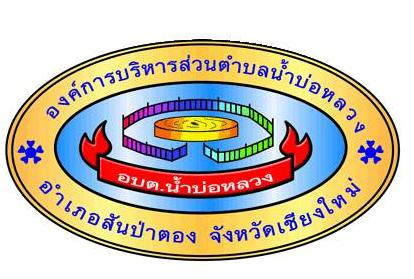 องค์การบริหารส่วนตำบลน้ำบ่อหลวง
อบต.น้ำบ่อหลวง
อำเภอสันป่าตอง จังหวัดเชียงใหม่